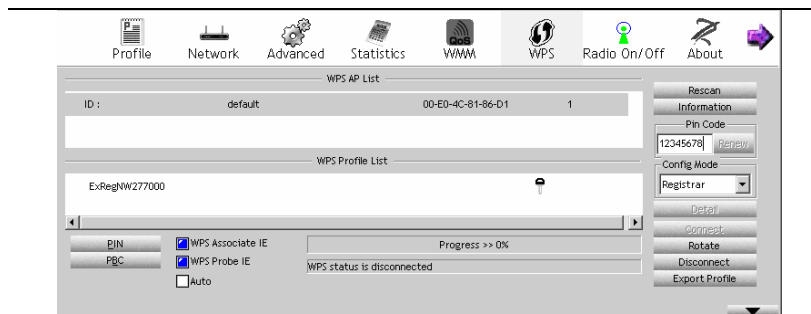 Profile Network Advanced Statistics QoS WMM WPS Radio On/Off About
WPS AP List
ID : default 00-E0-4C-81-86-D1 1
WPS Profile List
ExRegNW277000
Rescan
Information
Pin Code
12345678 Renew
Config Mode
Registrar
Detail
Connect
Rotate
Disconnect
Export Profile
PIN
WPS Associate IE
Progress >> 0%
PBC
WPS Probe IE
WPS status is disconnected
Auto